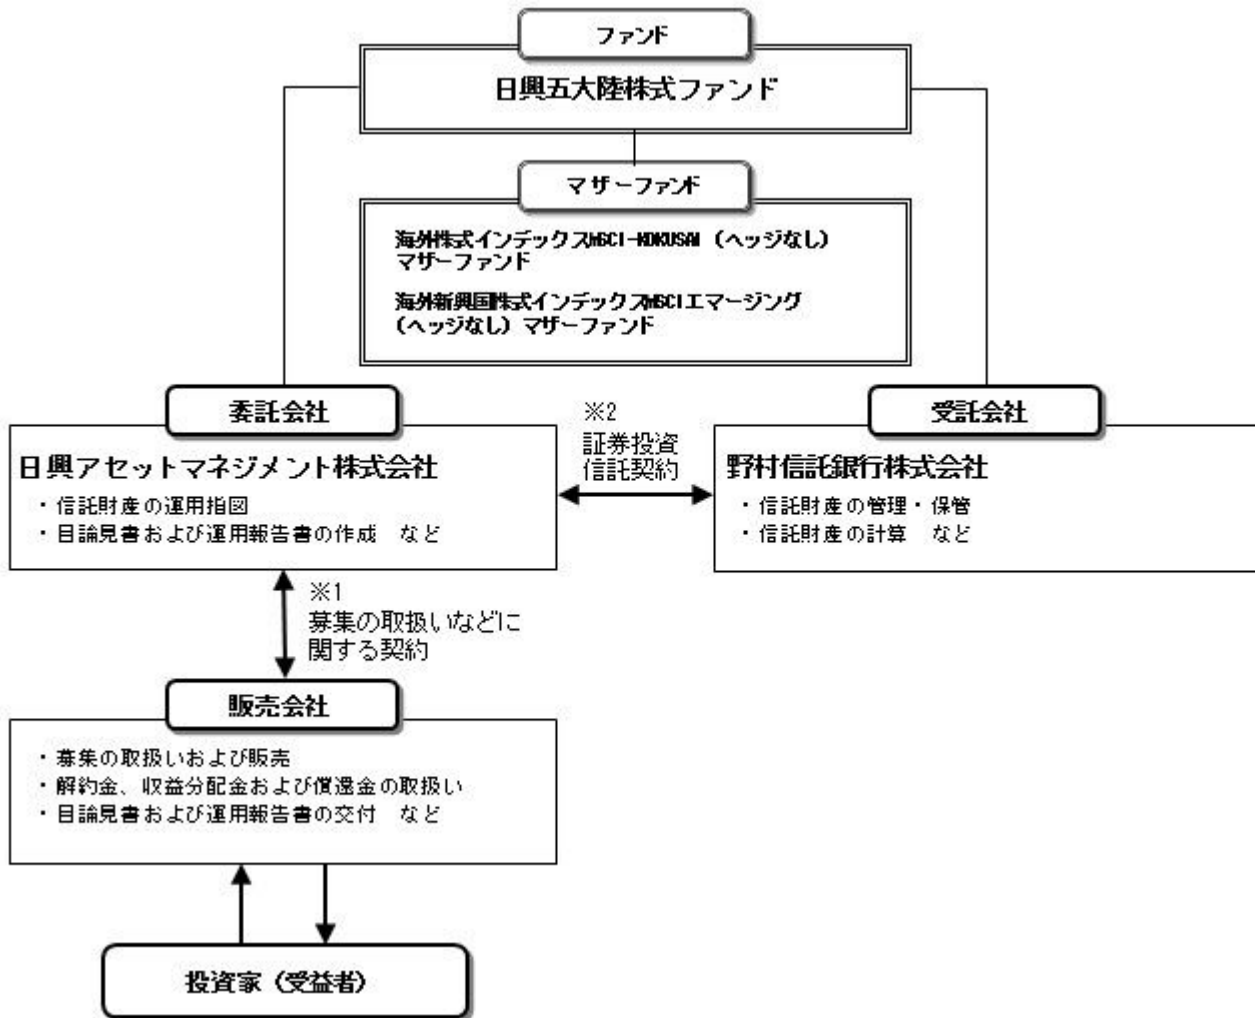 ファンド
日興五大陸株式ファンド
マザーファンド
海外株式インデックスMSCI-KOKUSAI（ヘッジなし）
マザーファンド
海外新興国株式インデックスMSCIエマージング
（ヘッジなし）マザーファンド
委託会社
日興アセットマネジメント株式会社
・信託財産の運用指図
・目論見書および運用報告書の作成　など
※2
証券投資
信託契約
受託会社
野村信託銀行株式会社
・信託財産の管理・保管
・信託財産の計算　など
※1
募集の取扱いなどに
関する契約
販売会社
・募集の取扱いおよび販売
・解約金、収益分配金および償還金の取扱い
・目論見書および運用報告書の交付　など
投資家（受益者）